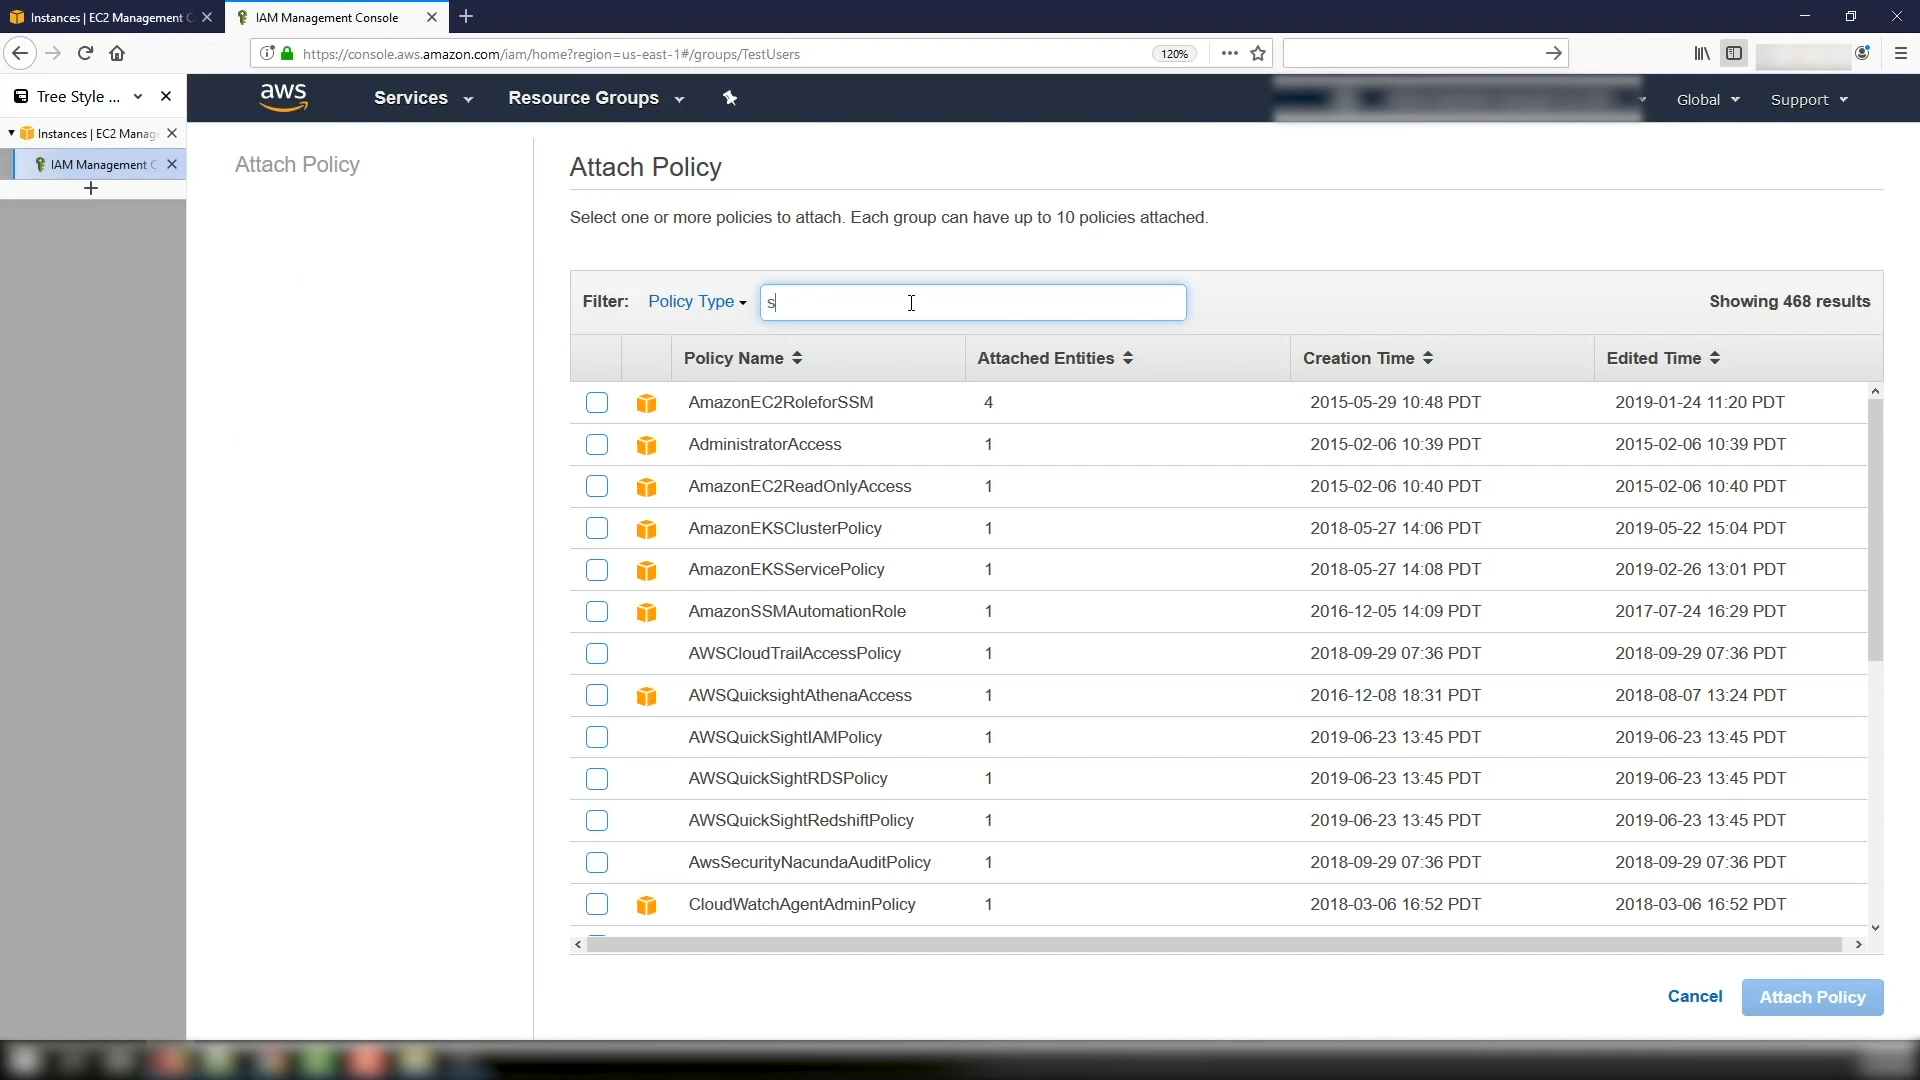 Instances | EC2 Management C
IAM Management Console
https://console.aws.amazon.com/iam/home?region=us-east-1#/groups/TestUsers
120%
Tree Style ...
Instances | EC2 Manag
IAM Management C
aws
Services
Resource Groups
Global
Support
Attach Policy
Attach Policy
Select one or more policies to attach. Each group can have up to 10 policies attached.
Filter:
Policy Type
s
Showing 468 results
Policy Name
Attached Entities
Creation Time
Edited Time
AmazonEC2RoleforSSM 4 2015-05-29 10:48 PDT 2019-01-24 11:20 PDT
AdministratorAccess 1 2015-02-06 10:39 PDT 2015-02-06 10:39 PDT
AmazonEC2ReadOnlyAccess 1 2015-02-06 10:40 PDT 2015-02-06 10:40 PDT
AmazonEKSClusterPolicy 1 2018-05-27 14:06 PDT 2019-05-22 15:04 PDT
AmazonEKSServicePolicy 1 2018-05-27 14:08 PDT 2019-02-26 13:01 PDT
AmazonSSMAutomationRole 1 2016-12-05 14:09 PDT 2017-07-24 16:29 PDT
AWSCloudTrailAccessPolicy 1 2018-09-29 07:36 PDT 2018-09-29 07:36 PDT
AWSQuicksightAthenaAccess 1 2016-12-08 18:31 PDT 2018-08-07 13:24 PDT
AWSQuickSightIAMPolicy 1 2019-06-23 13:45 PDT 2019-06-23 13:45 PDT
AWSQuickSightRDSPolicy 1 2019-06-23 13:45 PDT 2019-06-23 13:45 PDT
AWSQuickSightRedshiftPolicy 1 2019-06-23 13:45 PDT 2019-06-23 13:45 PDT
AwsSecurityNacundaAuditPolicy 1 2018-09-29 07:36 PDT 2018-09-29 07:36 PDT
CloudWatchAgentAdminPolicy 1 2018-03-06 16:52 PDT 2018-03-06 16:52 PDT
Cancel
Attach Policy